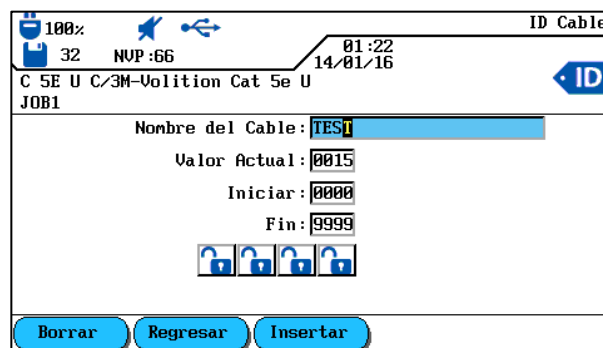 100% ID Cable
32 NVP:66 01:22
14/01/16
ID
C 5E U C/3M-Volition Cat 5e U
JOB1
Nombre del Cable: TEST
Valor Actual: 0015
Iniciar: 0000
Fin: 9999
Borrar Regresar Insertar